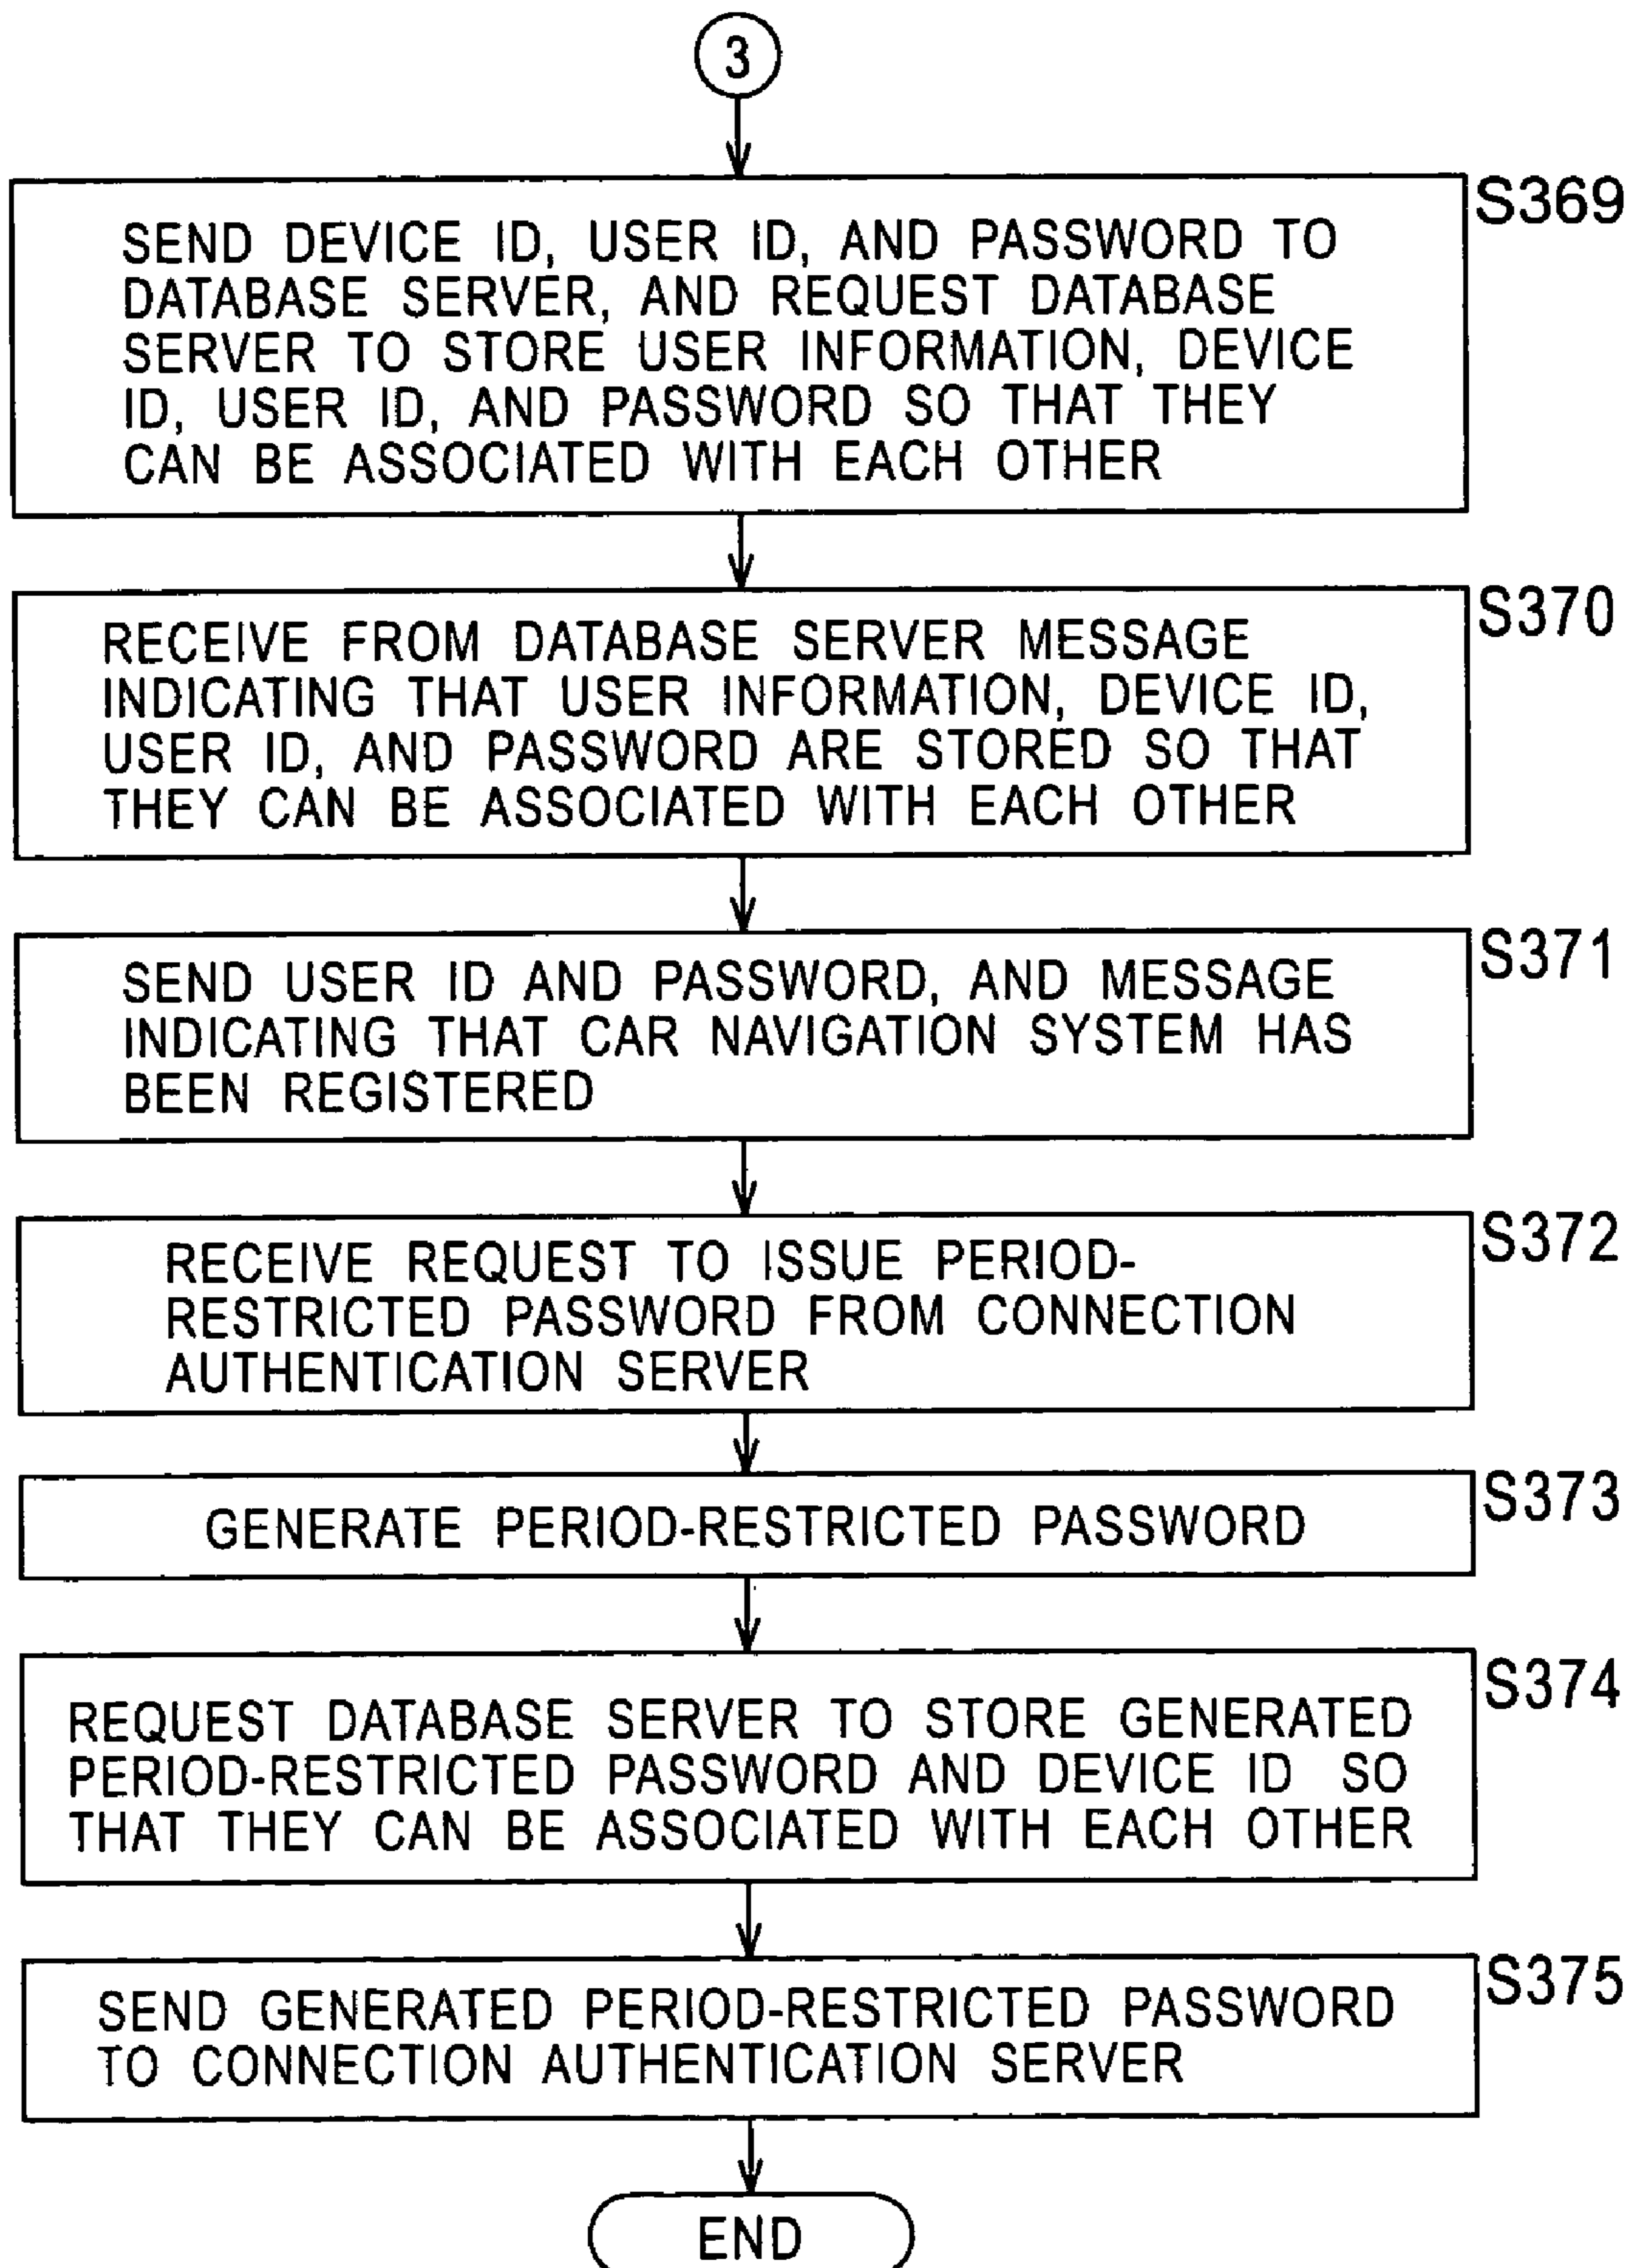 3
S369
SEND DEVICE ID, USER ID, AND PASSWORD TO
DATABASE SERVER, AND REQUEST DATABASE
SERVER TO STORE USER INFORMATION, DEVICE
ID, USER ID, AND PASSWORD SO THAT THEY
CAN BE ASSOCIATED WITH EACH OTHER
S370
RECEIVE FROM DATABASE SERVER MESSAGE
INDICATING THAT USER INFORMATION, DEVICE ID,
USER ID, AND PASSWORD ARE STORED SO THAT
THEY CAN BE ASSOCIATED WITH EACH OTHER
S371
SEND USER ID AND PASSWORD, AND MESSAGE
INDICATING THAT CAR NAVIGATION SYSTEM HAS
BEEN REGISTERED
S372
RECEIVE REQUEST TO ISSUE PERIOD-
RESTRICTED PASSWORD FROM CONNECTION
AUTHENTICATION SERVER
S373
GENERATE PERIOD-RESTRICTED PASSWORD
S374
REQUEST DATABASE SERVER TO STORE GENERATED
PERIOD-RESTRICTED PASSWORD AND DEVICE ID SO
THAT THEY CAN BE ASSOCIATED WITH EACH OTHER
S375
SEND GENERATED PERIOD-RESTRICTED PASSWORD
TO CONNECTION AUTHENTICATION SERVER
END